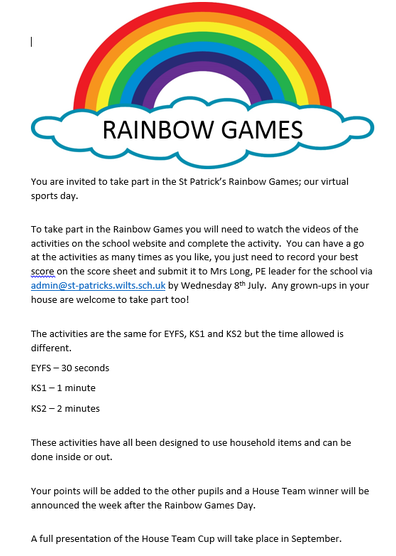 RAINBOW GAMES
You are invited to take part in the St Patrick's Rainbow Games; our virtual
sports day.
To take part in the Rainbow Games you will need to watch the videos of the
activities on the school website and complete the activity.  You can have a go
at the activities as many times as you like, you just need to record your best
score on the score sheet and submit it to Mrs Long, PE leader for the school via
admin@st-patricks.wilts.sch.uk by Wednesday 8th July.  Any grown-ups in your
house are welcome to take part too!
The activities are the same for EYFS, KS1 and KS2 but the time allowed is
different.
EYFS – 30 seconds
KS1 – 1 minute
KS2 – 2 minutes
These activities have all been designed to use household items and can be
done inside or out.
Your points will be added to the other pupils and a House Team winner will be
announced the week after the Rainbow Games Day.
A full presentation of the House Team Cup will take place in September.